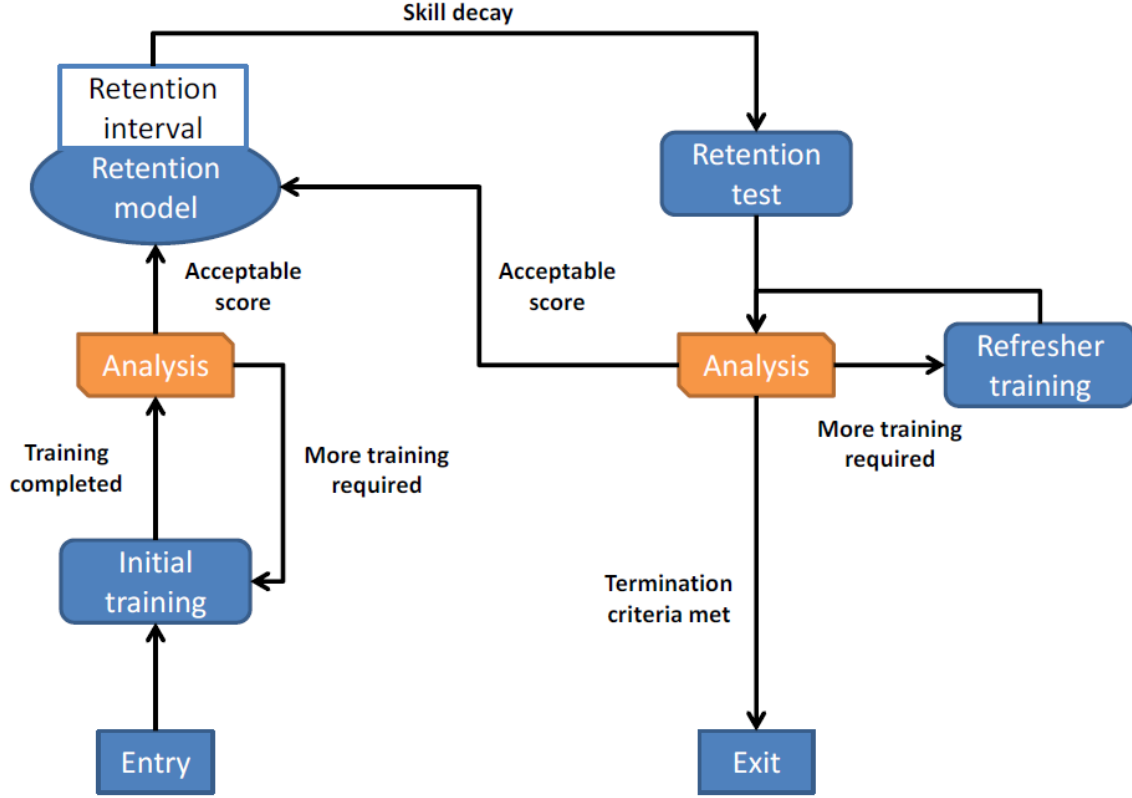 Skill decay
Retention
interval
Retention
model
Retention
test
Acceptable
score
Acceptable
score
Analysis
Analysis
Refresher
training
More training
required
Training
completed
More training
required
Initial
training
Termination
criteria met
Entry
Exit